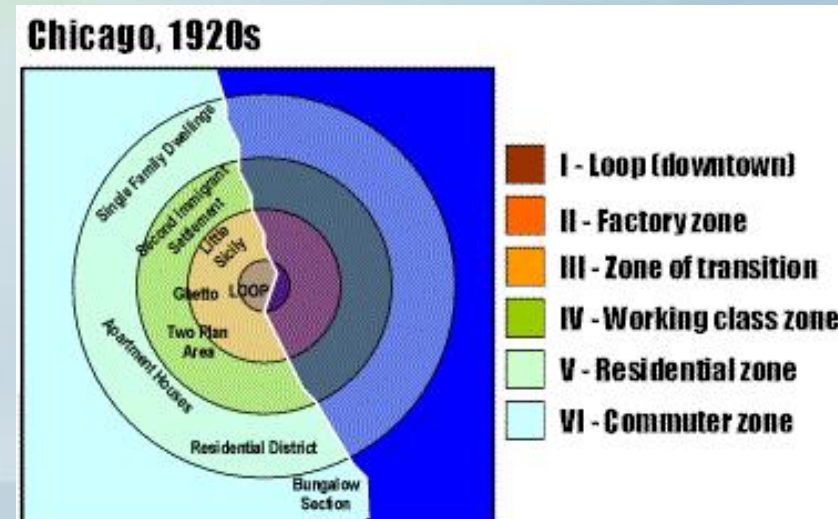 Chicago, 1920s
Single Family Dwellings
Second Immigrant
Settlement
Little
Sicily
Ghetto
LOOP
Two Plan
Area
Apartment Houses
Residential District
Bungalow
Section
I - Loop (downtown)
II - Factory zone
III - Zone of transition
IV - Working class zone
V - Residential zone
VI - Commuter zone